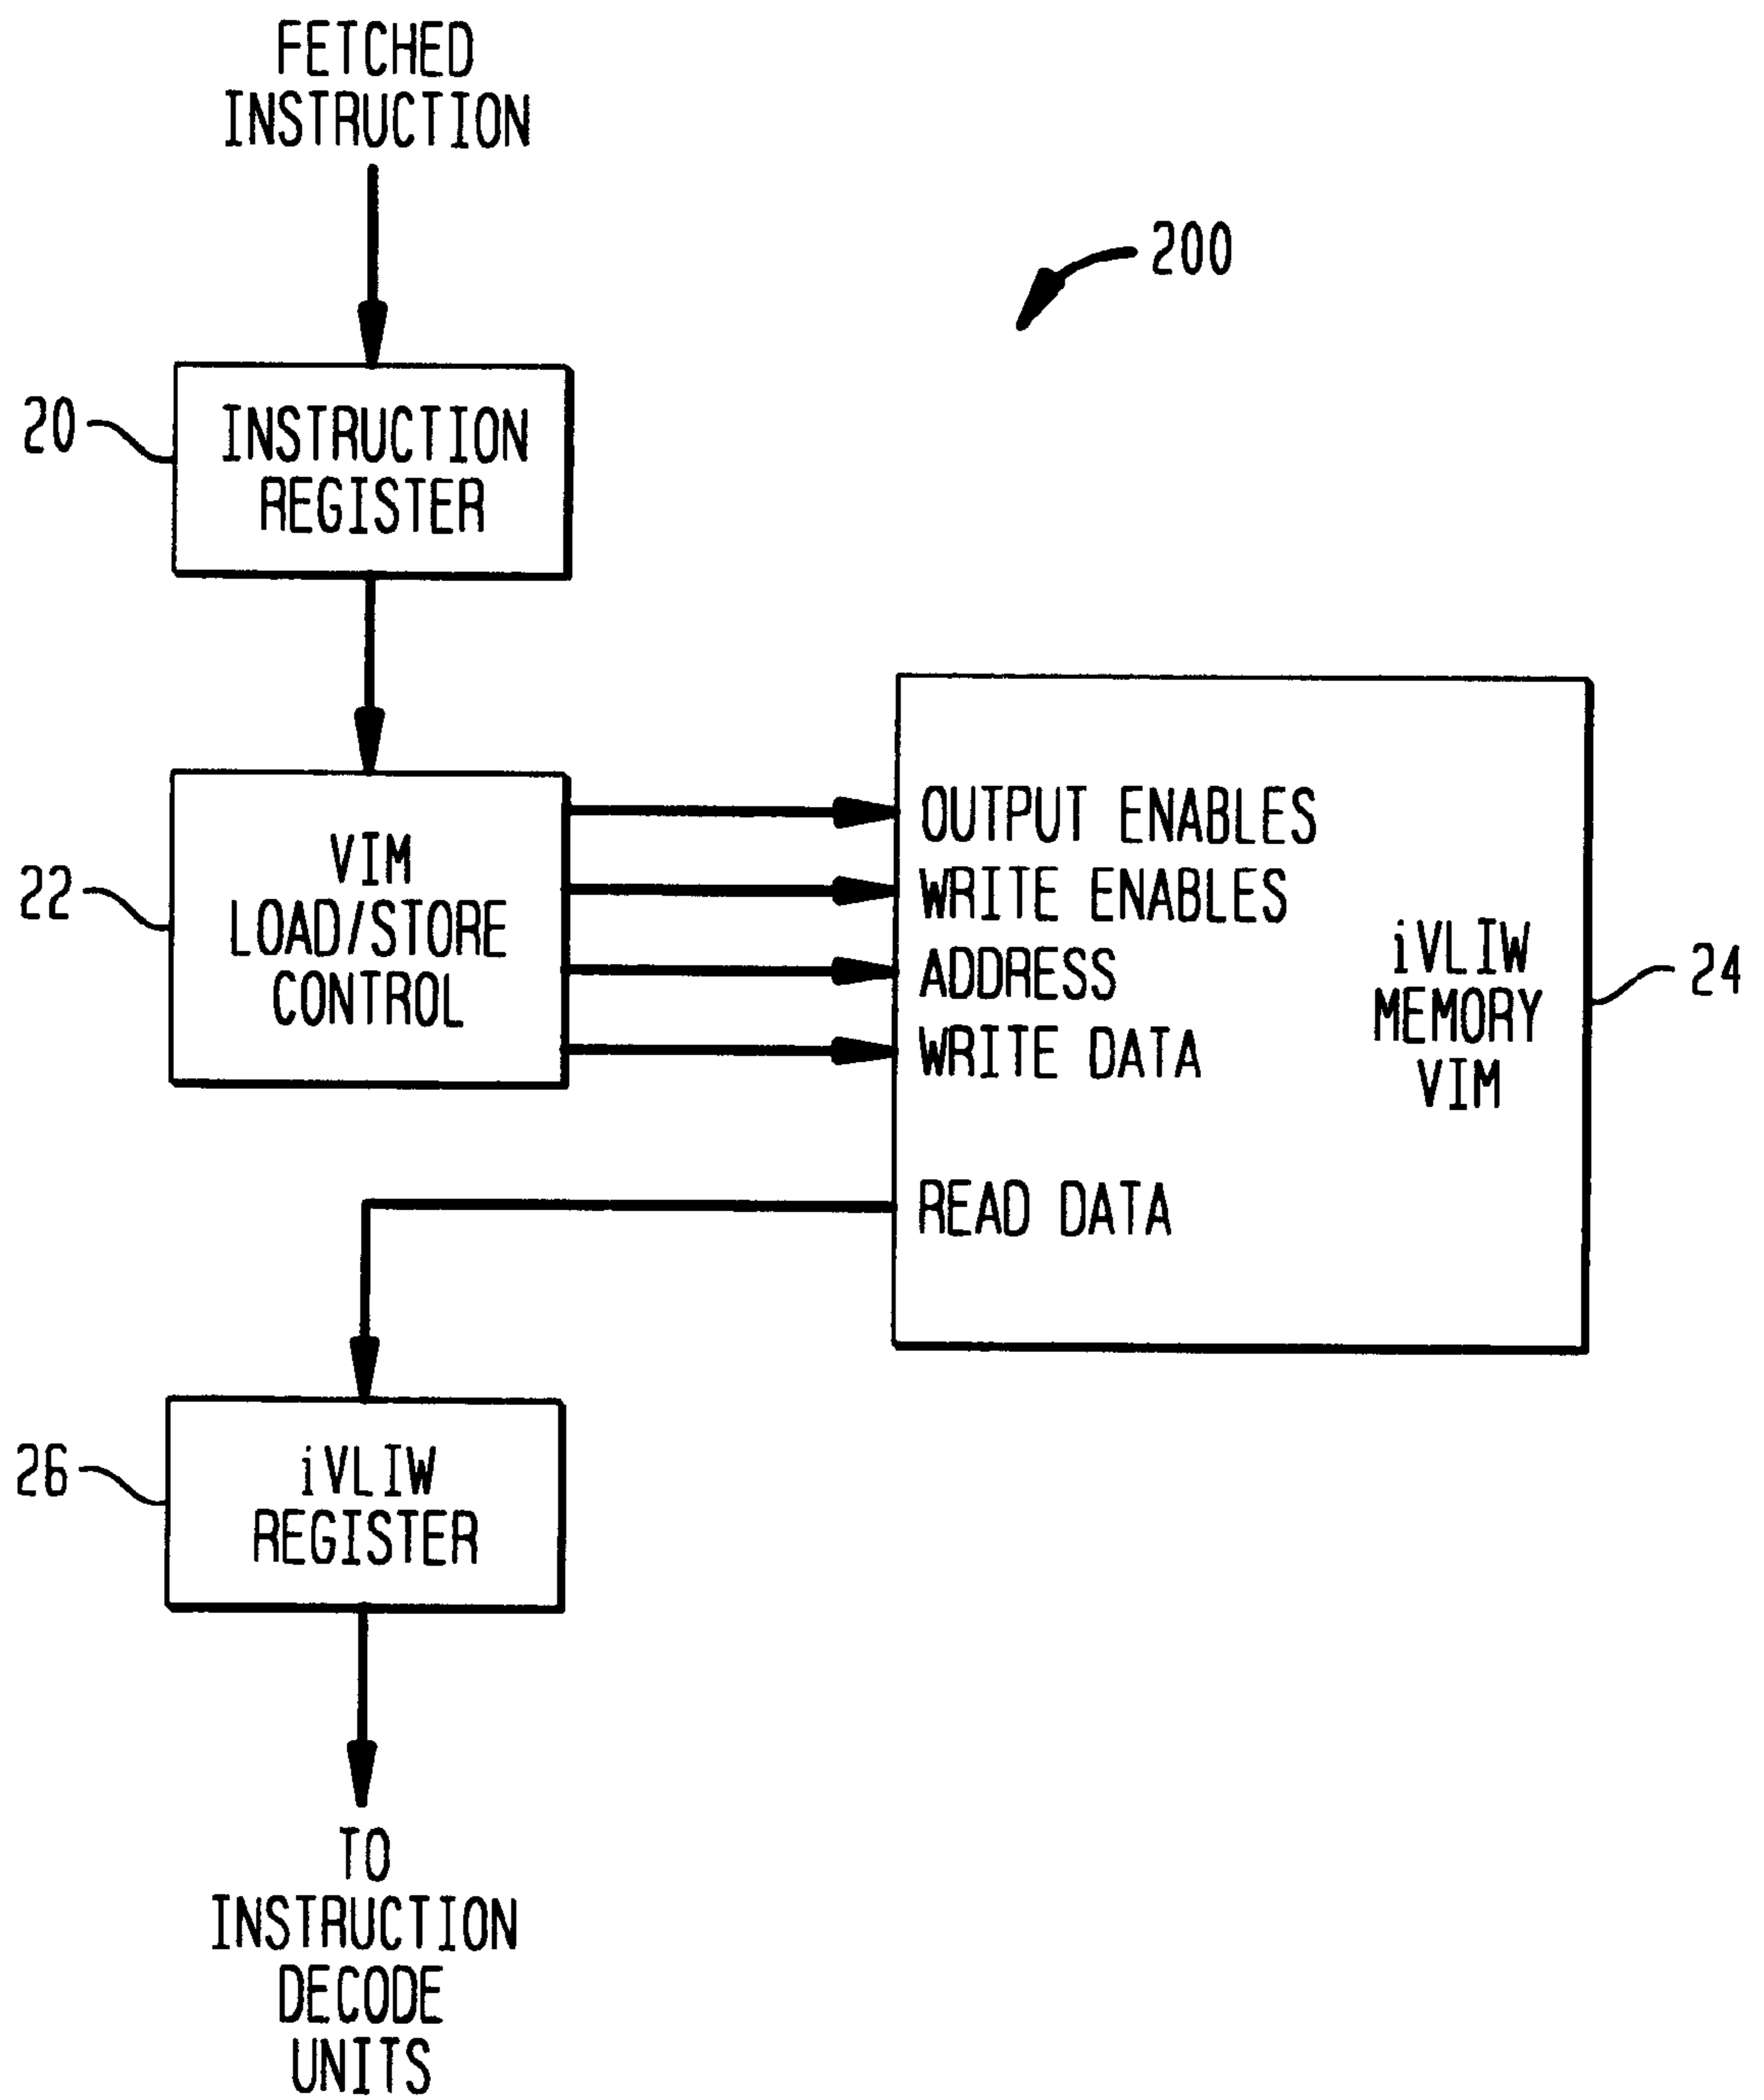 FETCHED
INSTRUCTION
200
20
INSTRUCTION
REGISTER
22
VIM
LOAD/STORE
CONTROL
OUTPUT ENABLES
WRITE ENABLES
ADDRESS
WRITE DATA
READ DATA
iVLIW
MEMORY
VIM
24
26
iVLIW
REGISTER
TO
INSTRUCTION
DECODE
UNITS